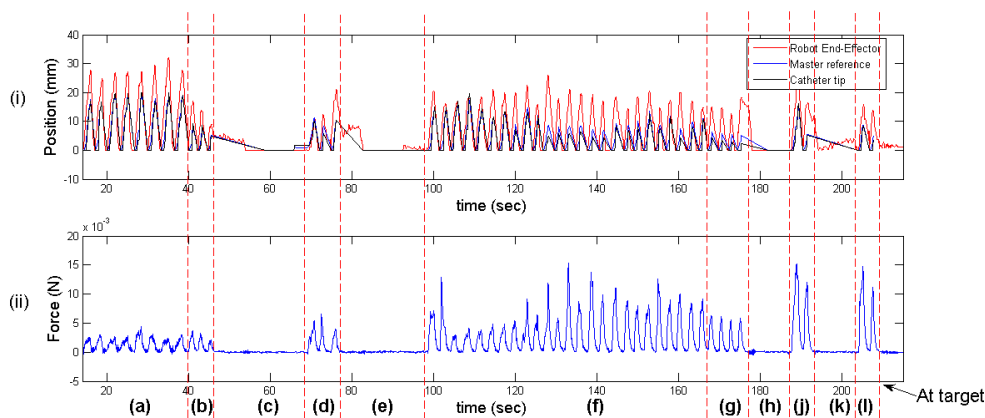 (i)
Position (mm)
40
30
20
10
0
-10
Robot End-Effector
Master reference
Catheter tip
20 40 60 80 100 120 140 160 180 200
time (sec)
(ii)
Force (N)
x 10⁻³
20
15
10
5
0
-5
20 40 60 80 100 120 140 160 180 200
time (sec) time (sec)
(a) (b) (c) (d) (e) (f) (g) (h) (j) (k) (l)
At target